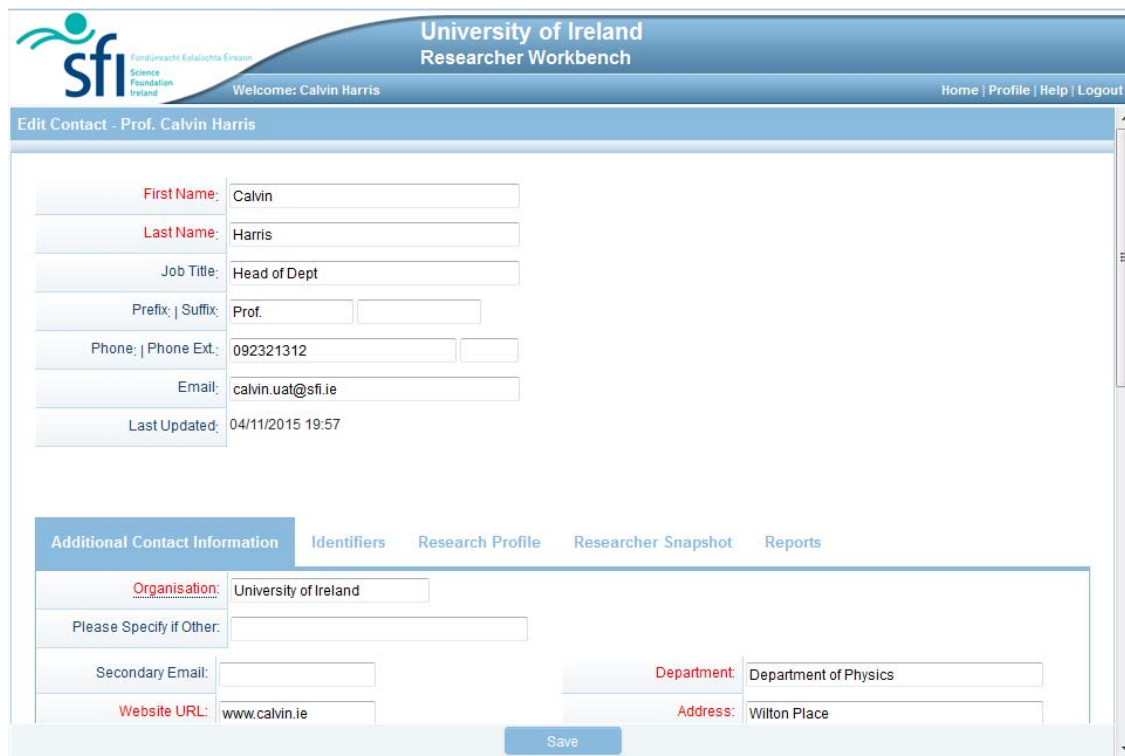 University of Ireland
Researcher Workbench
sfi
Fondúireacht Eolaíochta Éireann
Science
Foundation
Ireland
Welcome: Calvin Harris
Home | Profile | Help | Logout
Edit Contact - Prof. Calvin Harris
First Name: Calvin
Last Name: Harris
Job Title: Head of Dept
Prefix: | Suffix: Prof.
Phone: | Phone Ext.: 092321312
Email: calvin.uat@sfi.ie
Last Updated: 04/11/2015 19:57
Additional Contact Information Identifiers Research Profile Researcher Snapshot Reports
Organisation: University of Ireland
Please Specify if Other:
Secondary Email: Department: Department of Physics
Website URL: www.calvin.ie Address: Wilton Place
Save